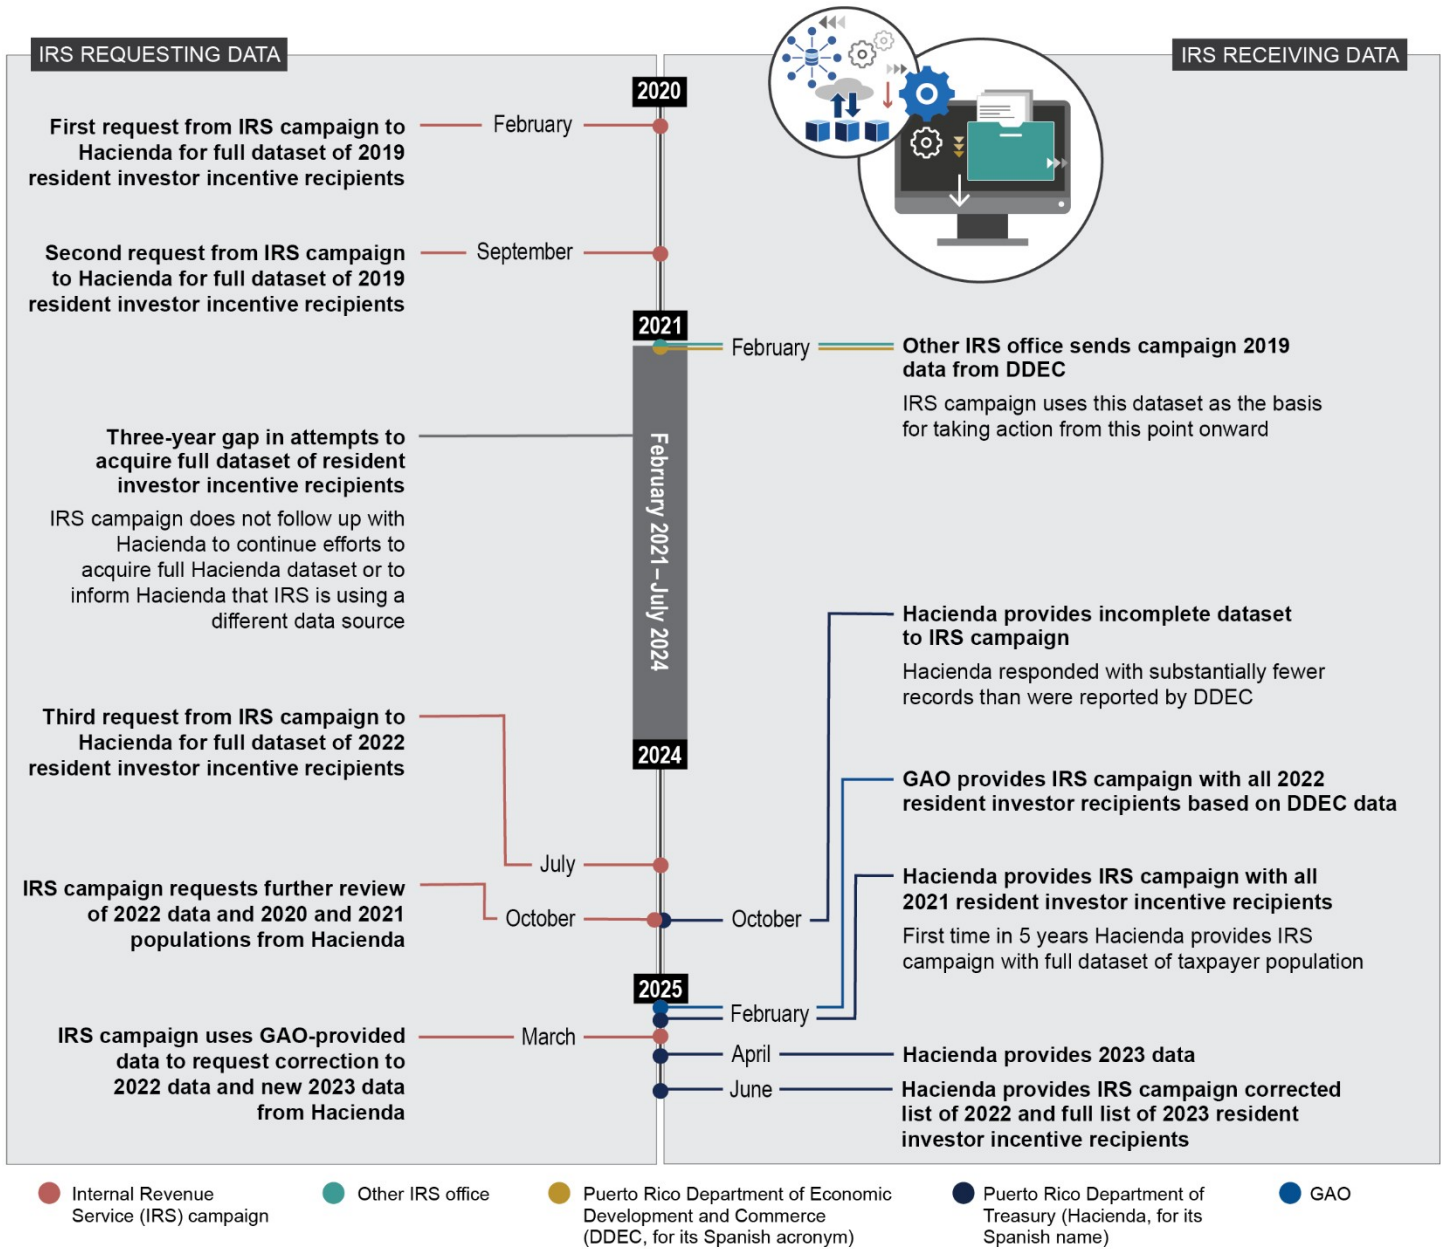 IRS REQUESTING DATA
IRS RECEIVING DATA
2020
First request from IRS campaign to
Hacienda for full dataset of 2019
resident investor incentive recipients
February
Second request from IRS campaign
to Hacienda for full dataset of 2019
resident investor incentive recipients
September
2021
February
Other IRS office sends campaign 2019
data from DDEC
IRS campaign uses this dataset as the basis
for taking action from this point onward
Three-year gap in attempts to
acquire full dataset of resident
investor incentive recipients
IRS campaign does not follow up with
Hacienda to continue efforts to
acquire full Hacienda dataset or to
inform Hacienda that IRS is using a
different data source
February 2021–July 2024
Hacienda provides incomplete dataset
to IRS campaign
Hacienda responded with substantially fewer
records than were reported by DDEC
Third request from IRS campaign to
Hacienda for full dataset of 2022
resident investor incentive recipients
2024
GAO provides IRS campaign with all 2022
resident investor recipients based on DDEC data
July
IRS campaign requests further review
of 2022 data and 2020 and 2021
populations from Hacienda
October
October
Hacienda provides IRS campaign with all
2021 resident investor incentive recipients
First time in 5 years Hacienda provides IRS
campaign with full dataset of taxpayer population
2025
February
IRS campaign uses GAO-provided
data to request correction to
2022 data and new 2023 data
from Hacienda
March
April
Hacienda provides 2023 data
June
Hacienda provides IRS campaign corrected
list of 2022 and full list of 2023 resident
investor incentive recipients
Internal Revenue
Service (IRS) campaign
Other IRS office
Puerto Rico Department of Economic
Development and Commerce
(DDEC, for its Spanish acronym)
Puerto Rico Department of
Treasury (Hacienda, for its
Spanish name)
GAO